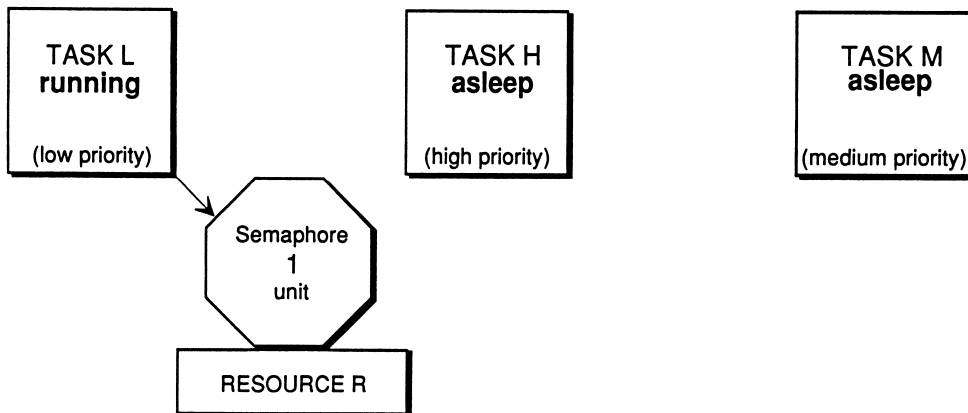 TASK L
running
(low priority)
TASK H
asleep
(high priority)
TASK M
asleep
(medium priority)
Semaphore
1
unit
RESOURCE R